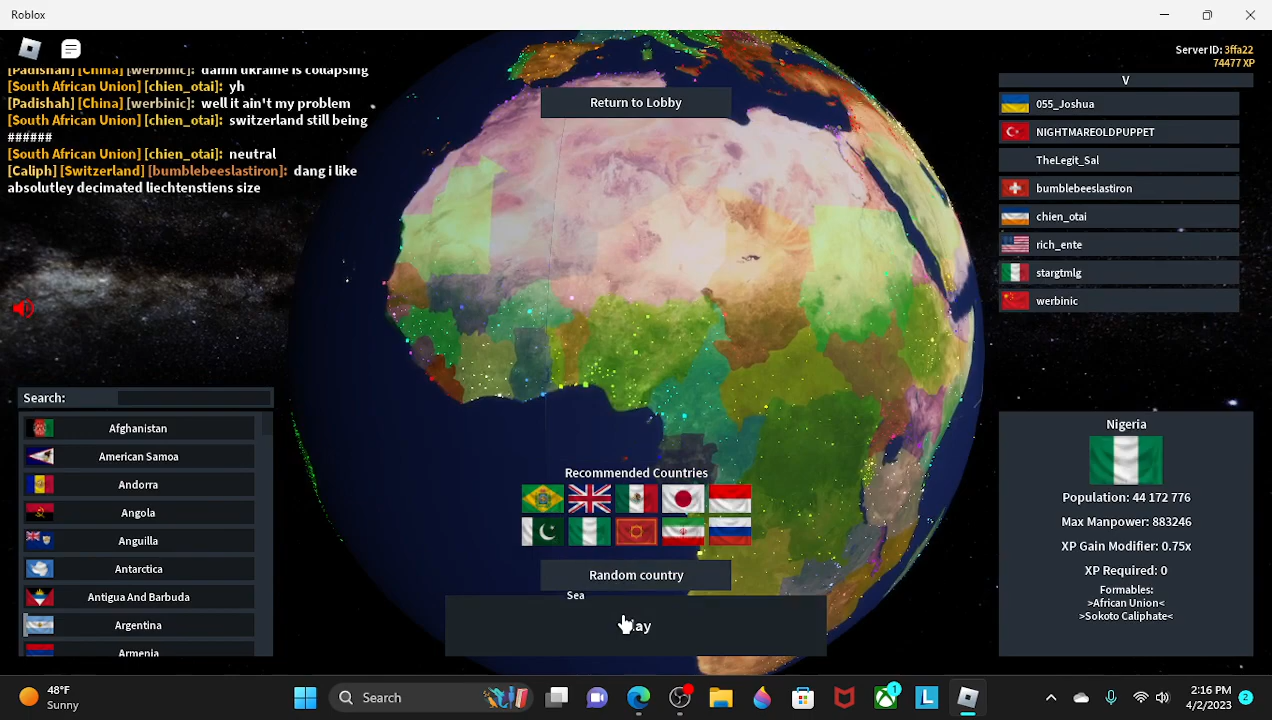 Roblox
Server ID: 3ffa22
74477 XP
[Padishah] [China] [werbinic]: damn ukraine is collapsing
[South African Union] [chien_otai]: yh
[Padishah] [China] [werbinic]: well it ain't my problem
[South African Union] [chien_otai]: switzerland still being
######
[South African Union] [chien_otai]: neutral
[Caliph] [Switzerland] [bumblebeeslastiron]: dang i like
absolutley decimated liechtenstiens size
Return to Lobby
V
055_Joshua
NIGHTMAREOLDPUPPET
TheLegit_Sal
bumblebeeslastiron
chien_otai
rich_ente
stargtmlg
werbinic
Search:
Afghanistan
American Samoa
Andorra
Angola
Anguilla
Antarctica
Antigua And Barbuda
Argentina
Armenia
Recommended Countries
Random country
Sea
Nigeria
Population: 44 172 776
Max Manpower: 883246
XP Gain Modifier: 0.75x
XP Required: 0
Formables:
>African Union<
>Sokoto Caliphate<
48°F
Sunny
Search
1
L
2:16 PM
4/2/2023
2